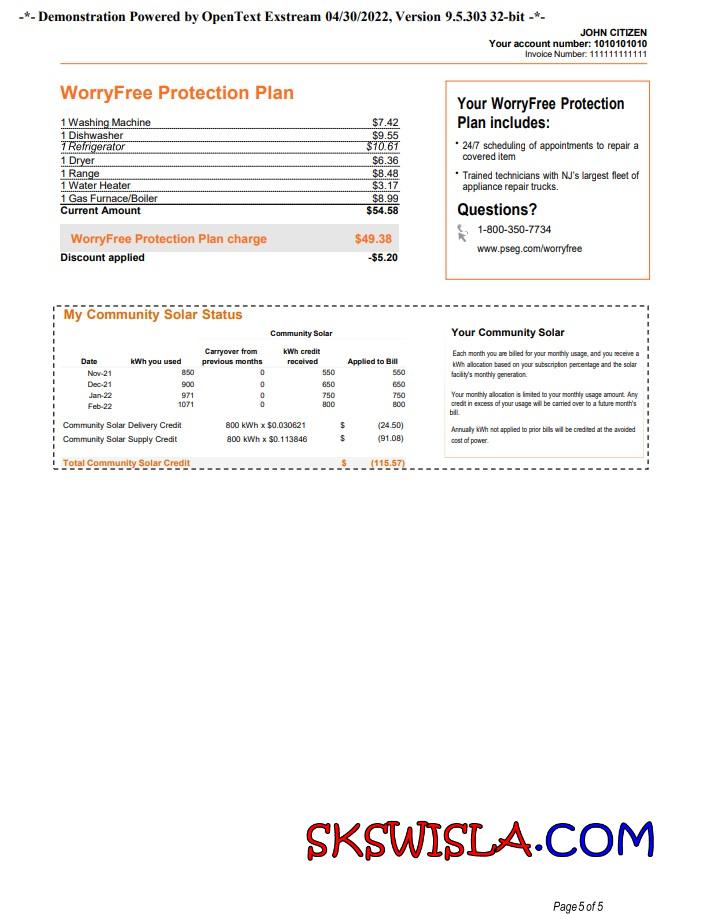 -*- Demonstration Powered by OpenText Exstream 04/30/2022, Version 9.5.303 32-bit -*-
JOHN CITIZEN
Your account number: 1010101010
Invoice Number: 111111111111
WorryFree Protection Plan
1 Washing Machine $7.42
1 Dishwasher $9.55
1 Refrigerator $10.61
1 Dryer $6.36
1 Range $8.48
1 Water Heater $3.17
1 Gas Furnace/Boiler $8.99
Current Amount $54.58
WorryFree Protection Plan charge $49.38
Discount applied -$5.20
Your WorryFree Protection
Plan includes:
• 24/7 scheduling of appointments to repair a
covered item
• Trained technicians with NJ's largest fleet of
appliance repair trucks.
Questions?
1-800-350-7734
www.pseg.com/worryfree
My Community Solar Status
Community Solar
Carryover from kWh credit
Date kWh you used previous months received Applied to Bill
Nov-21 850 0 550 550
Dec-21 900 0 650 650
Jan-22 971 0 750 750
Feb-22 1071 0 800 800
Community Solar Delivery Credit 800 kWh x $0.030621 $ (24.50)
Community Solar Supply Credit 800 kWh x $0.113846 $ (91.08)
Total Community Solar Credit $ (115.57)
Your Community Solar
Each month you are billed for your monthly usage, and you receive a
kWh allocation based on your subscription percentage and the solar
facility's monthly generation.
Your monthly allocation is limited to your monthly usage amount. Any
credit in excess of your usage will be carried over to a future month's
bill.
Annually kWh not applied to prior bills will be credited at the avoided
cost of power.
SKSWISLA.COM
Page 5 of 5